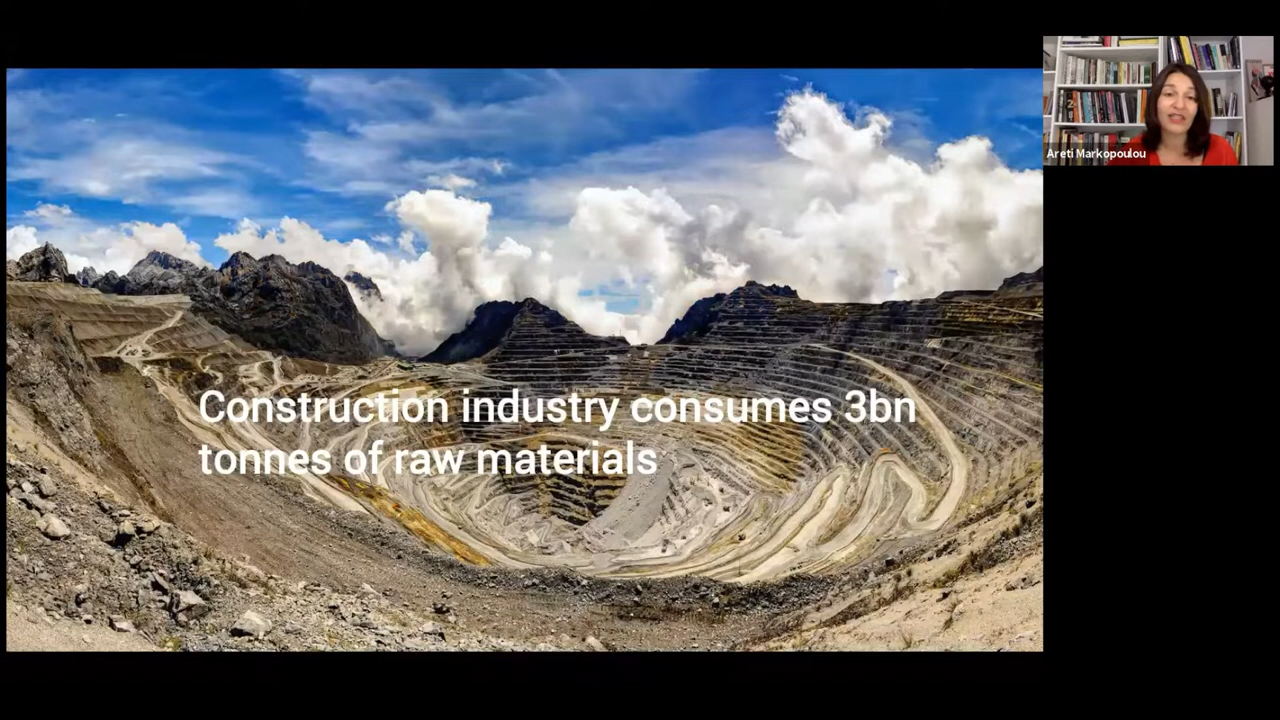 Areti Markopoulou
Construction industry consumes 3bn
tonnes of raw materials